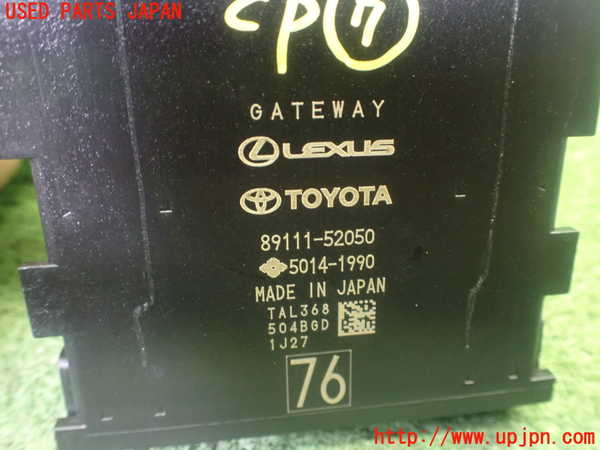 USED PARTS JAPAN
CP⑦
GATEWAY
LEXUS
TOYOTA
89111-52050
5014-1990
MADE IN JAPAN
TAL368
504BGD
1J27
76
http://www.upjpn.com/